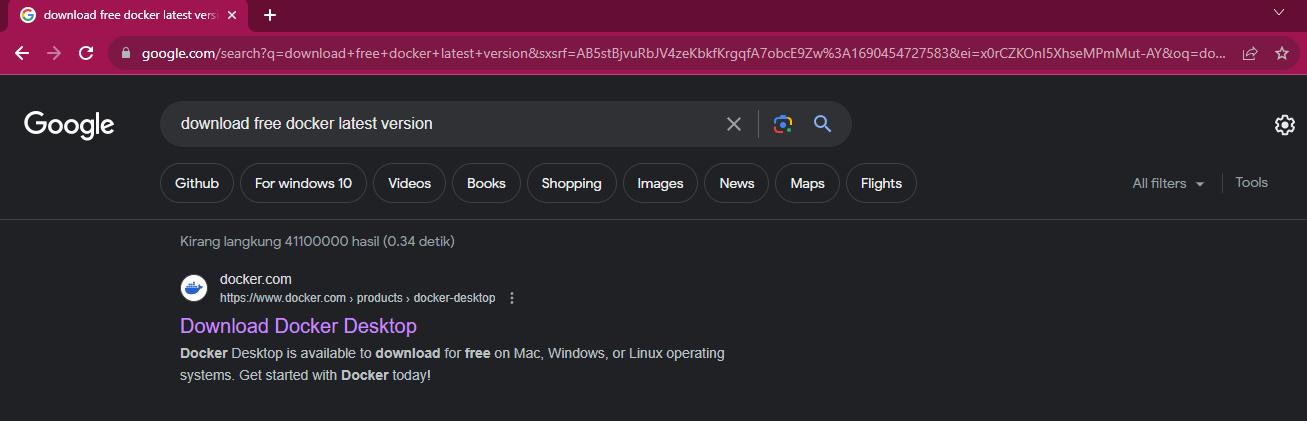 download free docker latest vers
google.com/search?q=download+free+docker+latest+version&sxsrf=AB5stBjvuRbJV4zeKbkfKrgqfA7obcE9Zw%3A1690454727583&ei=x0rCZKOnI5XhseMPmMut-AY&oq=do...
Google
download free docker latest version
Github For windows 10 Videos Books Shopping Images News Maps Flights
All filters Tools
Kirang langkung 41100000 hasil (0.34 detik)
docker.com
https://www.docker.com › products › docker-desktop
Download Docker Desktop
Docker Desktop is available to download for free on Mac, Windows, or Linux operating
systems. Get started with Docker today!